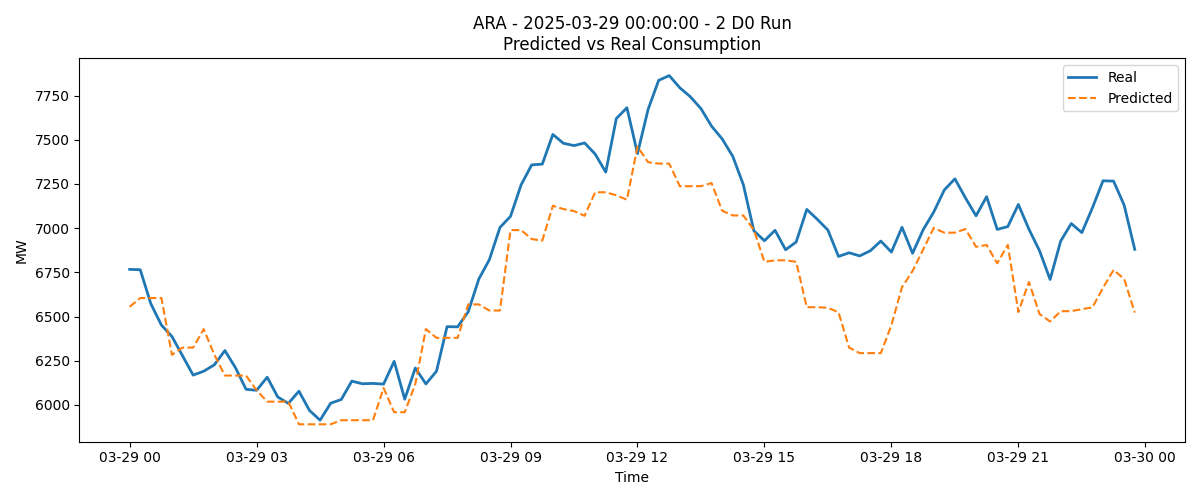 ARA - 2025-03-29 00:00:00 - 2 D0 Run
Predicted vs Real Consumption
Real
Predicted
MW
7750
7500
7250
7000
6750
6500
6250
6000
03-29 00
03-29 03
03-29 06
03-29 09
03-29 12
03-29 15
03-29 18
03-29 21
03-30 00
Time